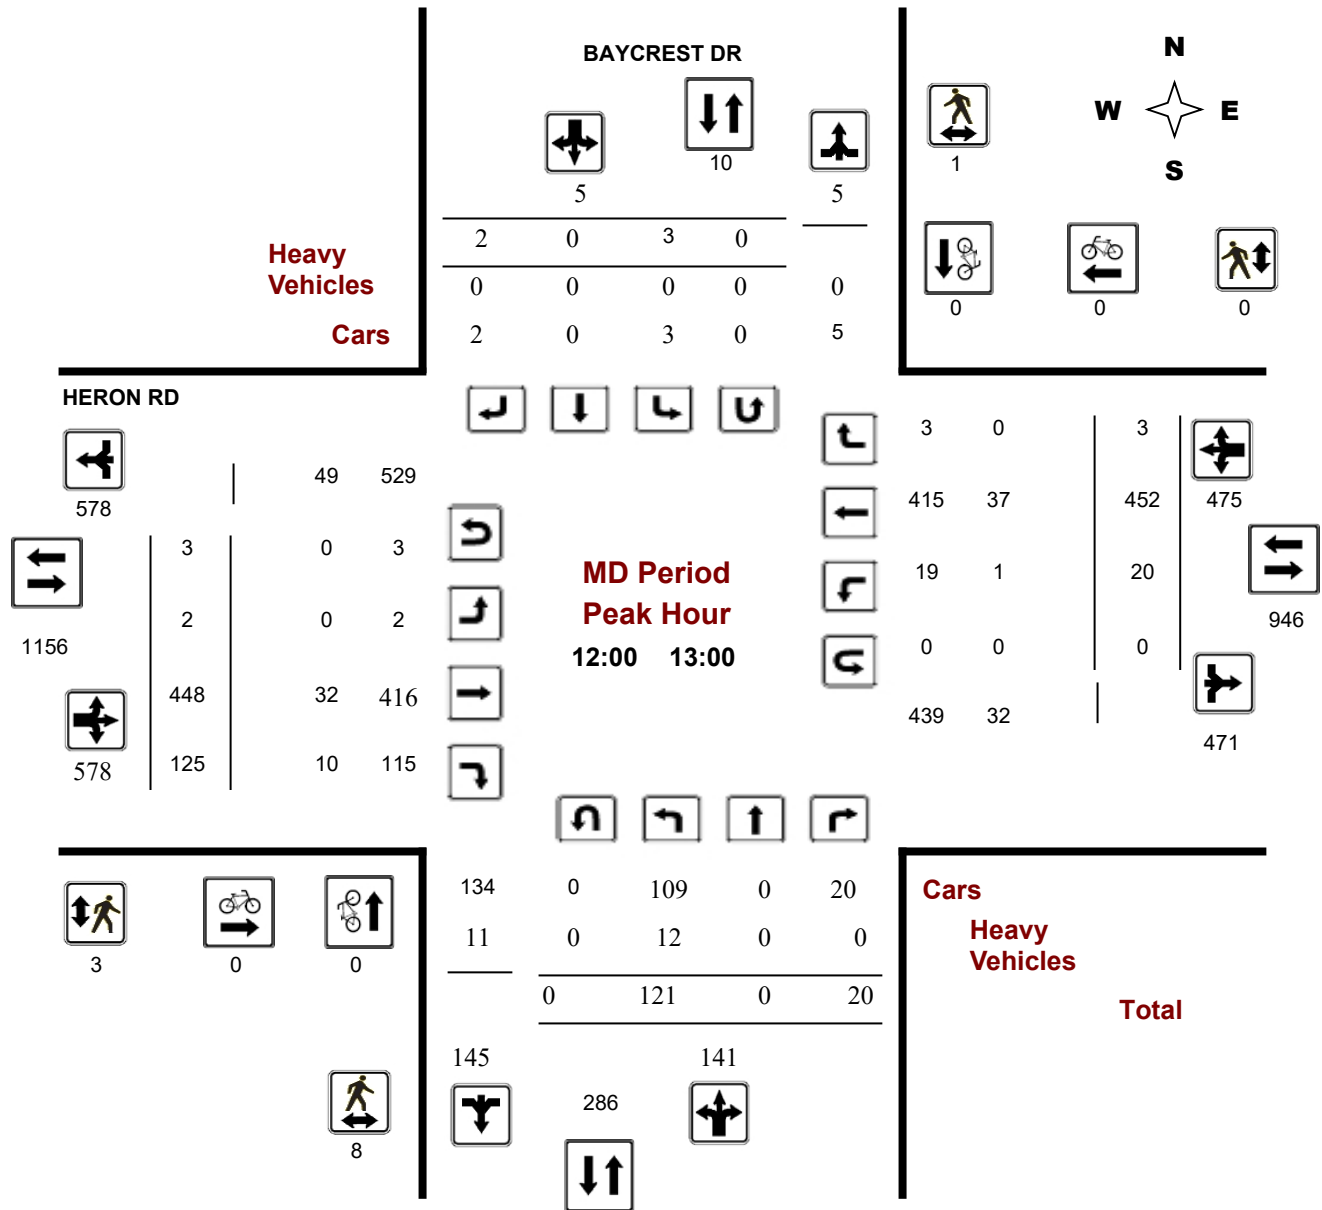 BAYCREST DR
N
W E
S
10
1
5 5
2 0 3 0
Heavy
Vehicles
0 0 0 0 0
Cars
2 0 3 0 5
0 0 0
HERON RD
3 0 3
49 529
578
415 37 452 475
3 0 3
MD Period
19 1 20
2 0 2
Peak Hour
946
1156
12:00 13:00
0 0 0
448 32 416
439 32
471
578
125 10 115
134 0 109 0 20
Cars
11 0 12 0 0
Heavy
Vehicles
3 0 0
0 121 0 20
Total
145 141
286
8